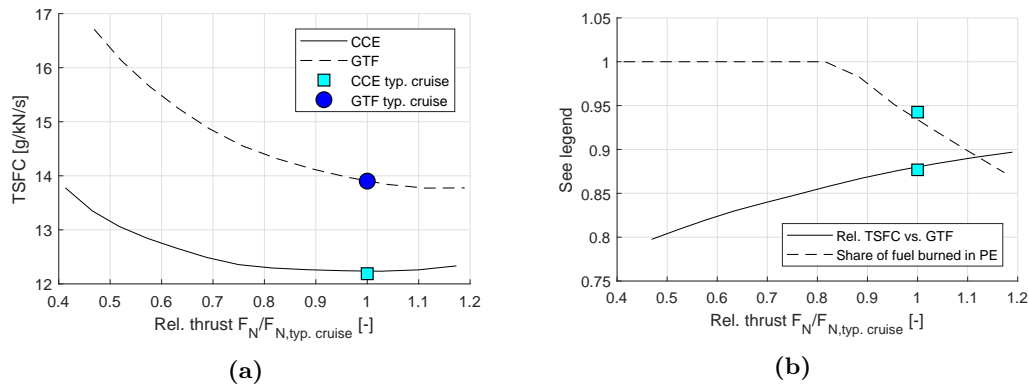 17
16
15
14
13
12
TSFC [g/kN/s]
CCE
GTF
CCE typ. cruise
GTF typ. cruise
0.4 0.5 0.6 0.7 0.8 0.9 1 1.1 1.2
Rel. thrust F_N/F_N,typ. cruise [-]
(a)
1.05
1
0.95
0.9
0.85
0.8
0.75
See legend
Rel. TSFC vs. GTF
Share of fuel burned in PE
0.4 0.5 0.6 0.7 0.8 0.9 1 1.1 1.2
Rel. thrust F_N/F_N,typ. cruise [-]
(b)